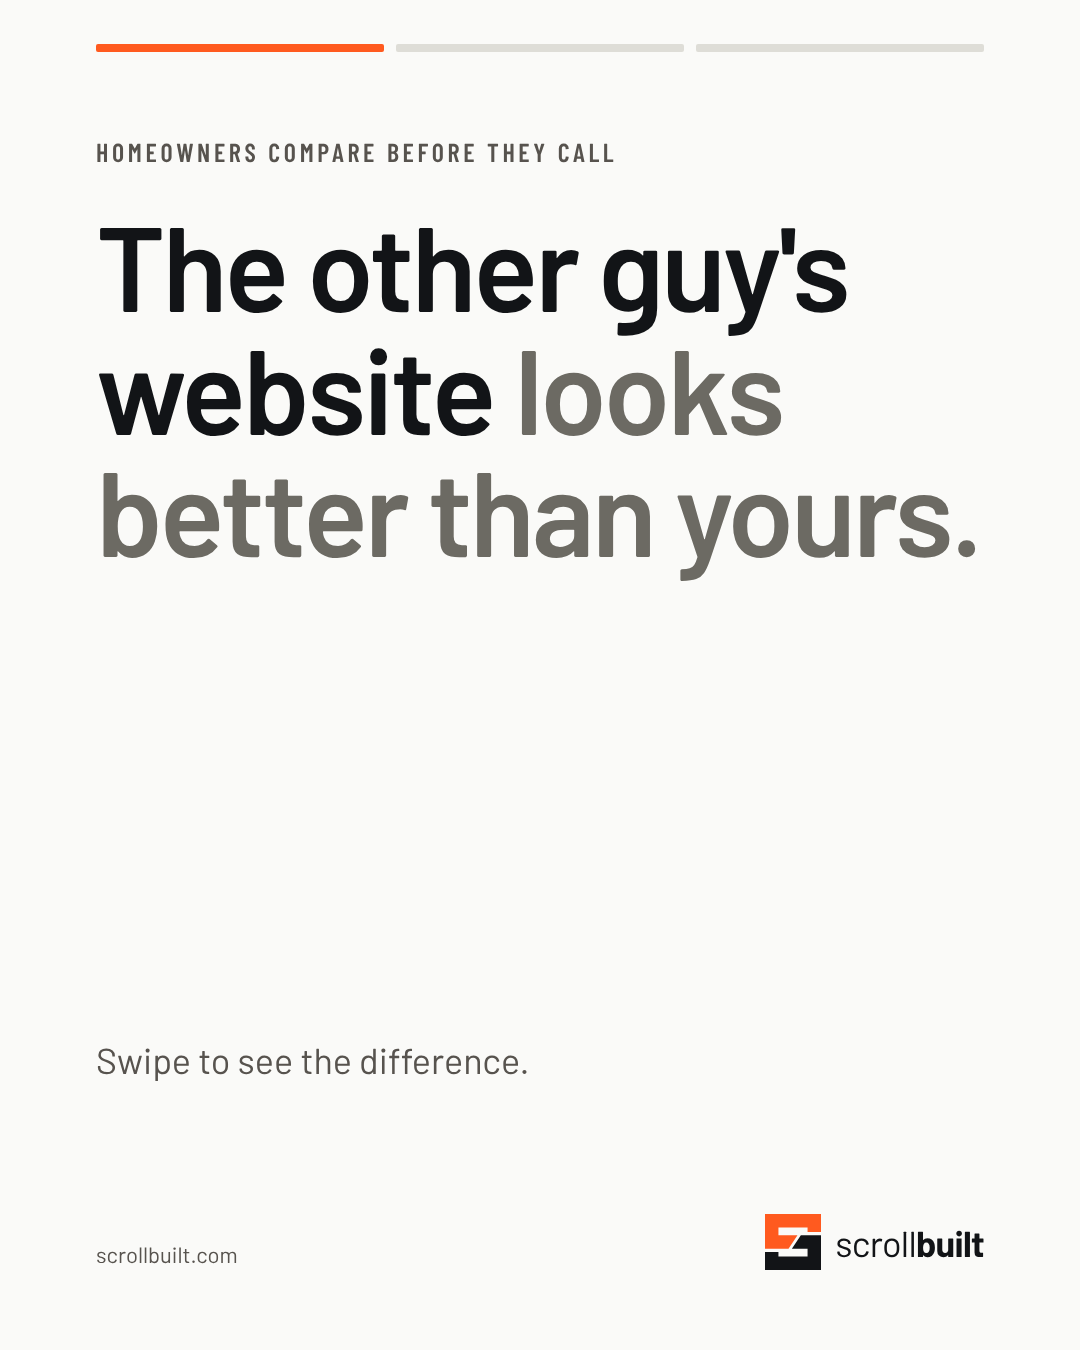 HOMEOWNERS COMPARE BEFORE THEY CALL
The other guy's
website looks
better than yours.
Swipe to see the difference.
scrollbuilt.com
scrollbuilt